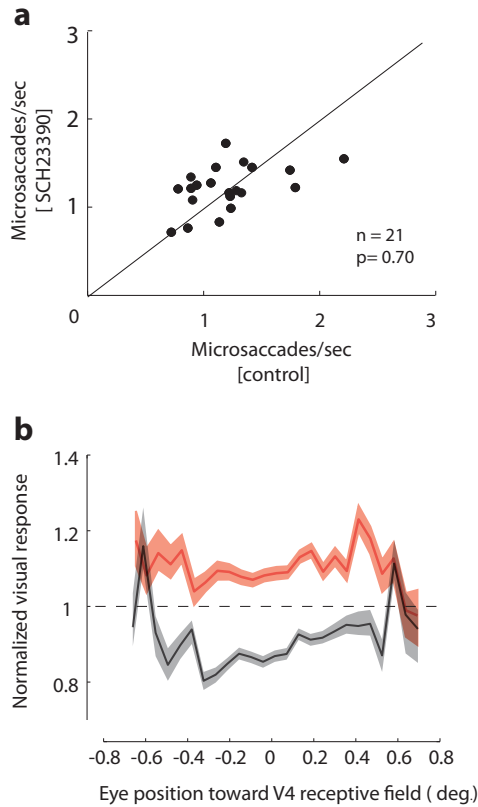 a
3
2
1
0
1
2
3
Microsaccades/sec
[ SCH23390]
n = 21
p= 0.70
Microsaccades/sec
[control]
b
1.4
1.2
1
0.8
Normalized visual response
-0.8 -0.6 -0.4 -0.2 0 0.2 0.4 0.6 0.8
Eye position toward V4 receptive field ( deg.)